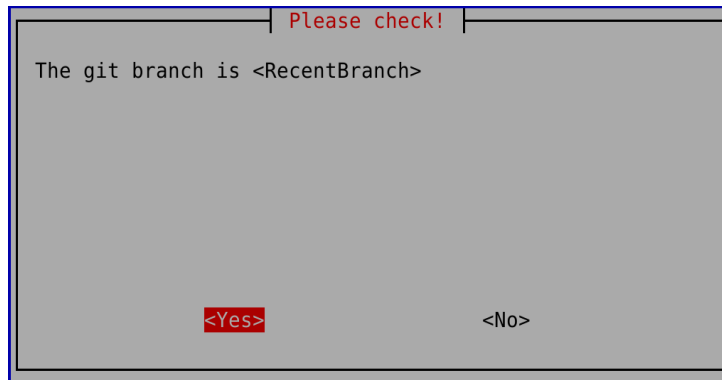 Please check!
The git branch is <RecentBranch>
<Yes> <No>